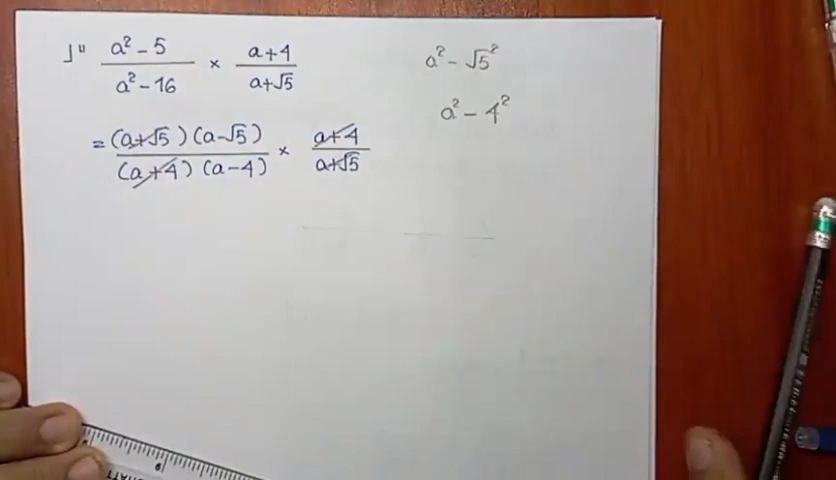 (a² - 5)/(a² - 16) × (a+4)/(a+√5)
= (a+√5)(a-√5)/(a+4)(a-4) × (a+4)/(a+√5)
a² - √5²
a² - 4²